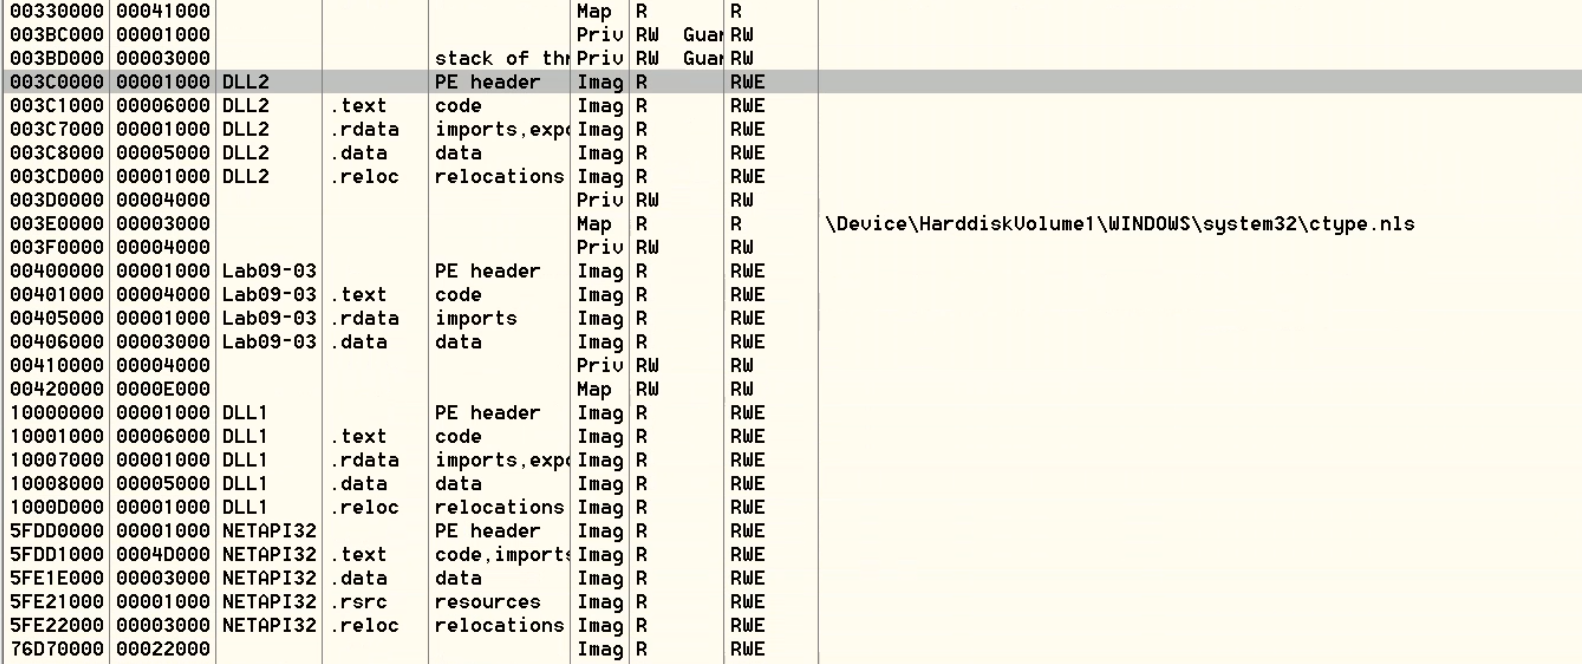 00330000 00041000 Map R R
003BC000 00001000 Priv RW Guar RW
003BD000 00003000 stack of thr Priv RW Guar RW
003C0000 00001000 DLL2 PE header Imag R RWE
003C1000 00006000 DLL2 .text code Imag R RWE
003C7000 00001000 DLL2 .rdata imports,expo Imag R RWE
003C8000 00005000 DLL2 .data data Imag R RWE
003CD000 00001000 DLL2 .reloc relocations Imag R RWE
003D0000 00004000 Priv RW RW
003E0000 00003000 Map R R \Device\HarddiskVolume1\WINDOWS\system32\ctype.nls
003F0000 00004000 Priv RW RW
00400000 00001000 Lab09-03 PE header Imag R RWE
00401000 00004000 Lab09-03 .text code Imag R RWE
00405000 00001000 Lab09-03 .rdata imports Imag R RWE
00406000 00003000 Lab09-03 .data data Imag R RWE
00410000 00004000 Priv RW RW
00420000 0000E000 Map RW RW
10000000 00001000 DLL1 PE header Imag R RWE
10001000 00006000 DLL1 .text code Imag R RWE
10007000 00001000 DLL1 .rdata imports,expo Imag R RWE
10008000 00005000 DLL1 .data data Imag R RWE
1000D000 00001000 DLL1 .reloc relocations Imag R RWE
5FDD0000 00001000 NETAPI32 PE header Imag R RWE
5FDD1000 0004D000 NETAPI32 .text code,imports Imag R RWE
5FE1E000 00003000 NETAPI32 .data data Imag R RWE
5FE21000 00001000 NETAPI32 .rsrc resources Imag R RWE
5FE22000 00003000 NETAPI32 .reloc relocations Imag R RWE
76D70000 00022000 Imag R RWE